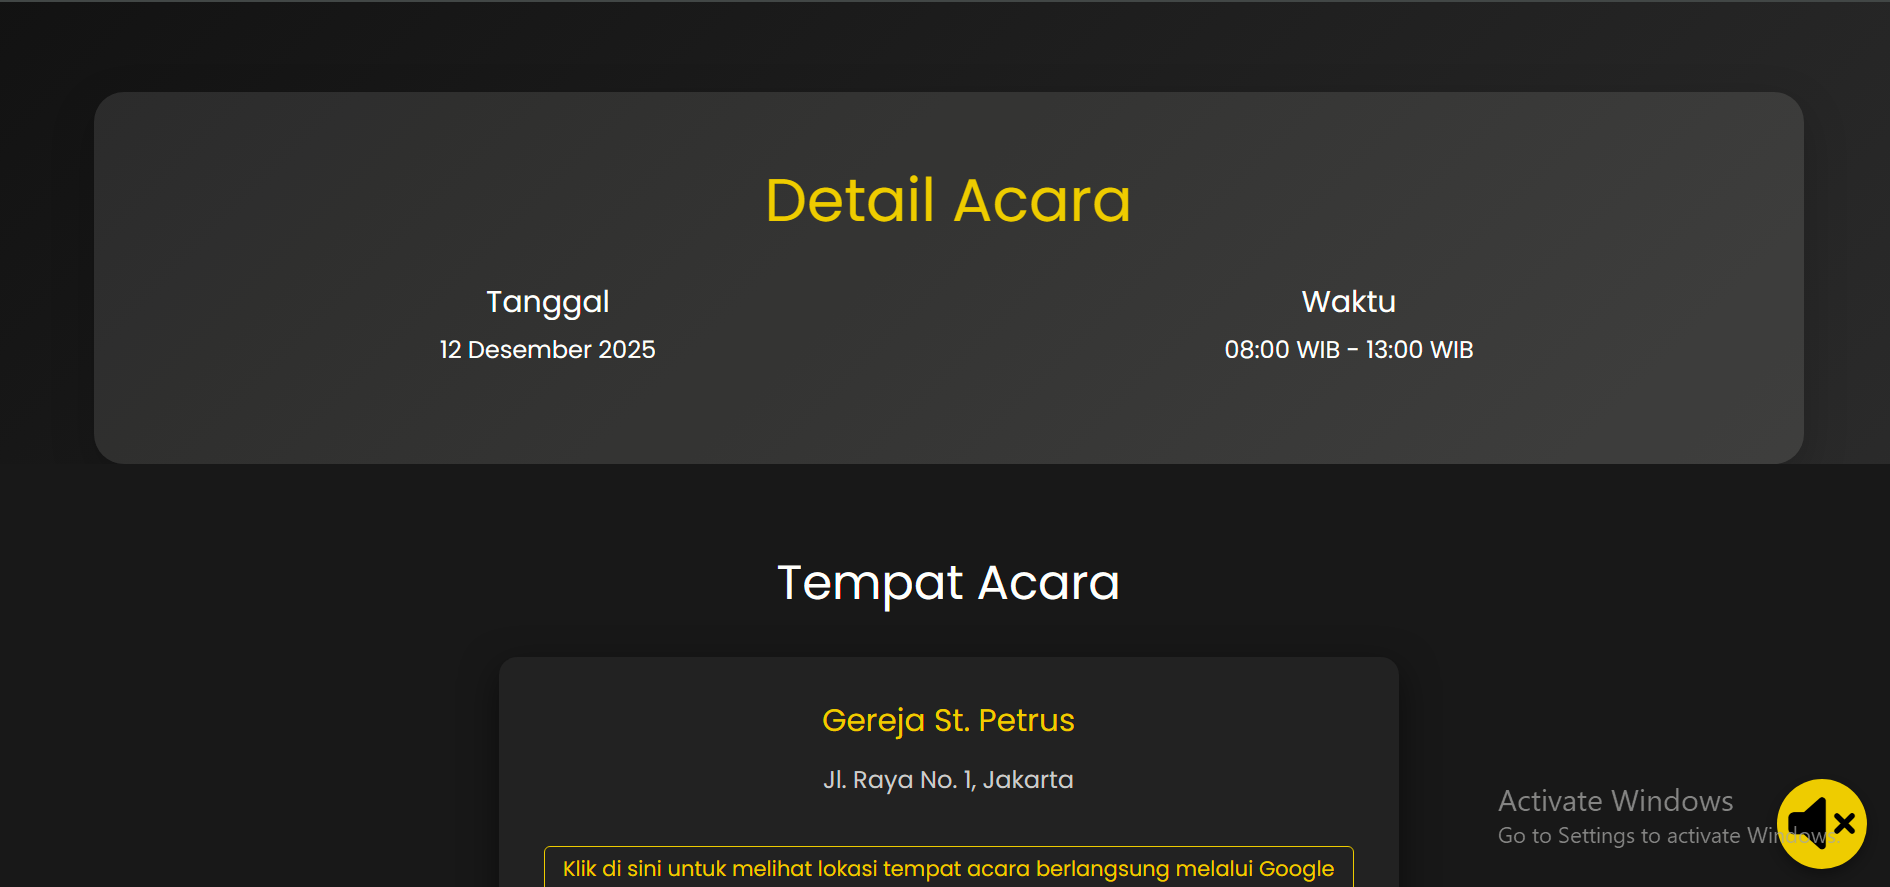 Detail Acara
Tanggal
12 Desember 2025
Waktu
08:00 WIB - 13:00 WIB
Tempat Acara
Gereja St. Petrus
Jl. Raya No. 1, Jakarta
Klik di sini untuk melihat lokasi tempat acara berlangsung melalui Google
Activate Windows
Go to Settings to activate Windows.